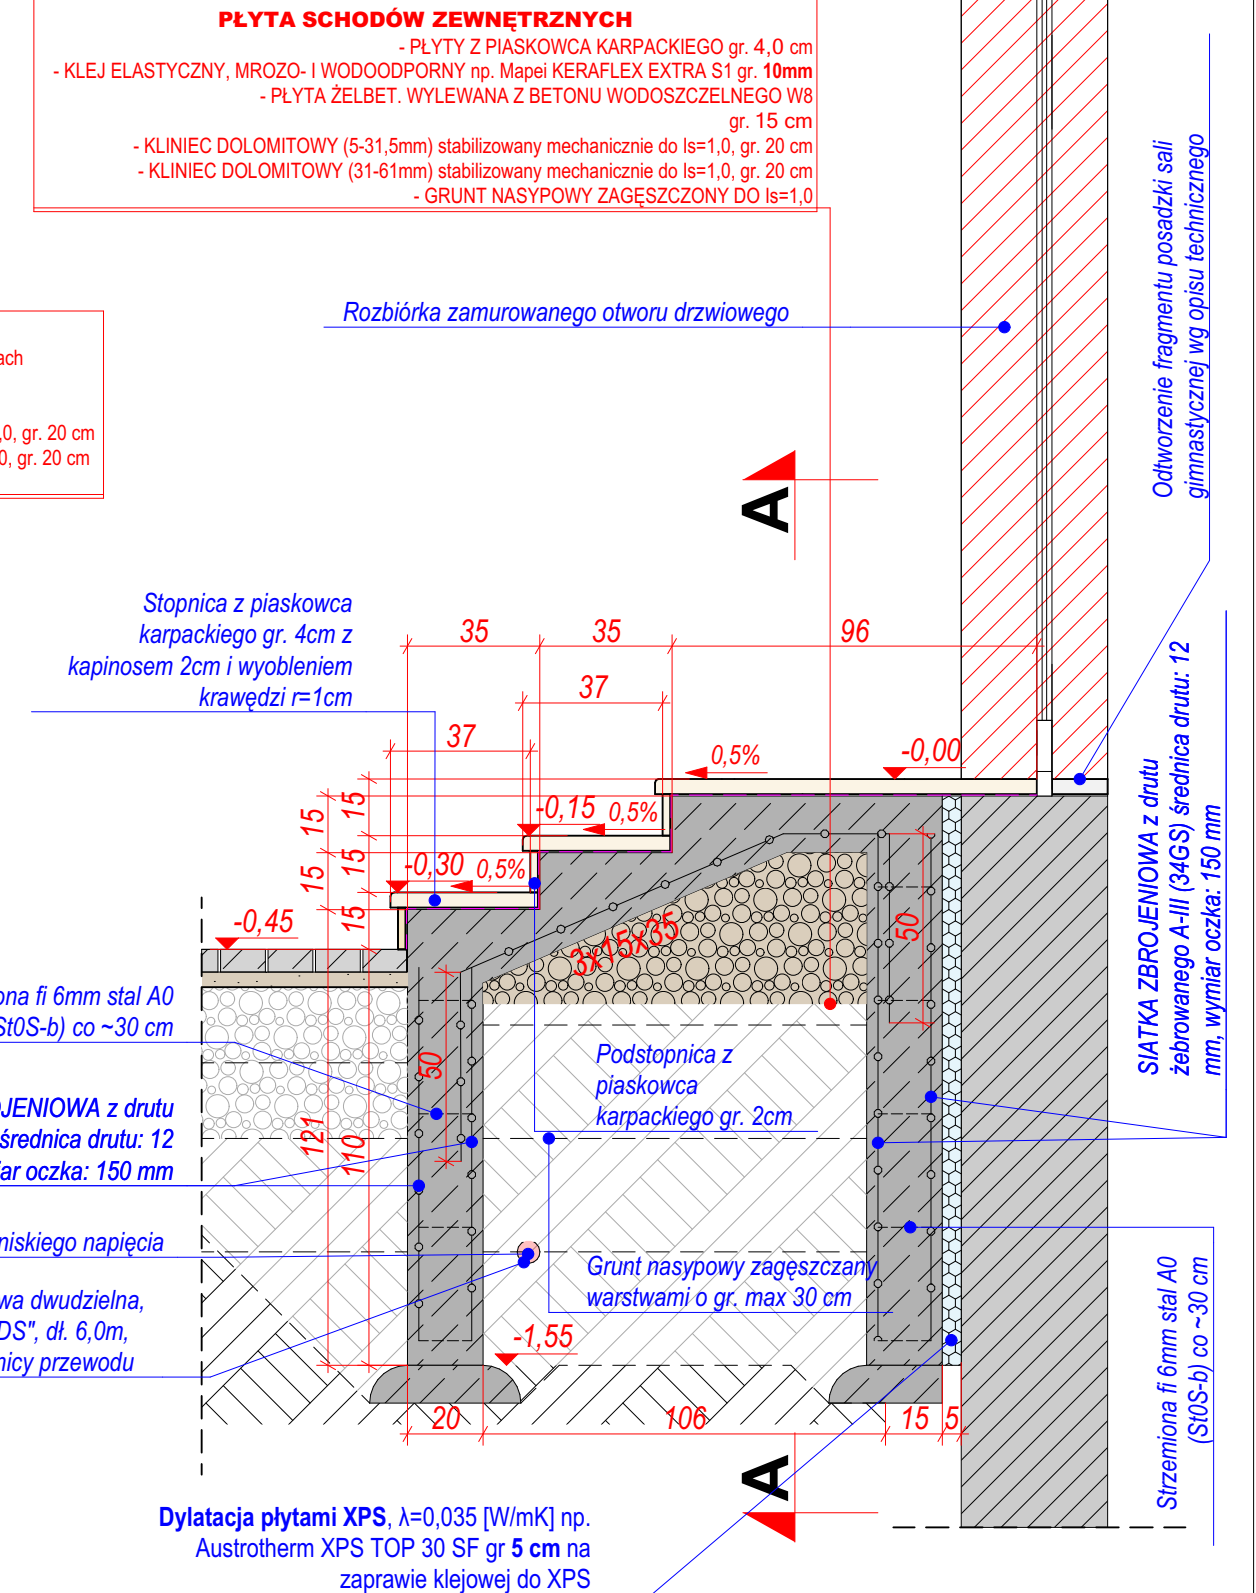 PŁYTA SCHODÓW ZEWNĘTRZNYCH
- PŁYTY Z PIASKOWCA KARPACKIEGO gr. 4,0 cm
- KLEJ ELASTYCZNY, MROZO- I WODOODPORNY np. Mapei KERAFLEX EXTRA S1 gr. 10mm
- PŁYTA ŻELBET. WYLEWANA Z BETONU WODOSZCZELNEGO W8
gr. 15 cm
- KLINIEC DOLOMITOWY (5-31,5mm) stabilizowany mechanicznie do Is=1,0, gr. 20 cm
- KLINIEC DOLOMITOWY (31-61mm) stabilizowany mechanicznie do Is=1,0, gr. 20 cm
- GRUNT NASYPOWY ZAGĘSZCZONY DO Is=1,0
Rozbiórka zamurowanego otworu drzwiowego
Odtworzenie fragmentu posadzki sali
gimnastycznej wg opisu technicznego
ach
,0, gr. 20 cm
0, gr. 20 cm
A
Stopnica z piaskowca
karpackiego gr. 4cm z
kapinosem 2cm i wyobleniem
krawędzi r=1cm
35
35
96
37
37
0,5%
-0,00
15
15
-0,15
0,5%
15
15
-0,30
0,5%
15
-0,45
3x15x35
50
50
SIATKA ZBROJENIOWA z drutu
żebrowanego A-III (34GS) średnica drutu: 12
mm, wymiar oczka: 150 mm
ona fi 6mm stal A0
St0S-b) co ~30 cm
Podstopnica z
piaskowca
karpackiego gr. 2cm
OJENIOWA z drutu
średnica drutu: 12
iar oczka: 150 mm
121
110
niskiego napięcia
wa dwudzielna,
DS", dł. 6,0m,
nicy przewodu
Grunt nasypowy zagęszczany
warstwami o gr. max 30 cm
-1,55
20
106
15
5
Strzemiona fi 6mm stal A0
(St0S-b) co ~30 cm
A
Dylatacja płytami XPS, λ=0,035 [W/mK] np.
Austrotherm XPS TOP 30 SF gr 5 cm na
zaprawie klejowej do XPS